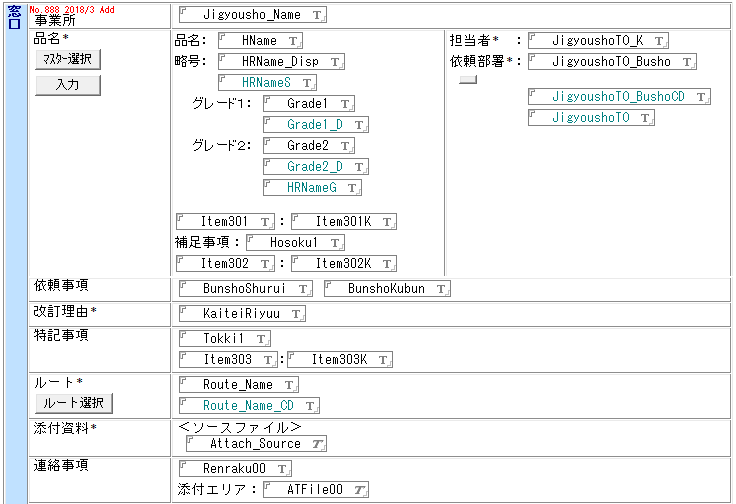 窓口
No.868 2018/3 Add
事業所 Jigyousho_Name T
品名* 品名: HName T 担当者* : JigyoushoTO_K T
マスター選択 略号: HRName_Disp T 依頼部署*: JigyoushoTO_Busho T
入力 HRNameS T
JigyoushoTO_BushoCD T
グレード1: Grade1 T
Grade1_D T JigyoushoTO T
グレード2: Grade2 T
Grade2_D T
HRNameG T
Item301 T : Item301K T
補足事項: Hosoku1 T
Item302 T : Item302K T
依頼事項 BunshoShurui T BunshoKubun T
改訂理由* KaiteiRiyuu T
特記事項 Tokki1 T
Item303 T : Item303K T
ルート* Route_Name T
ルート選択 Route_Name_CD T
添付資料* <ソースファイル>
Attach_Source T
連絡事項 Renraku00 T
添付エリア: ATFile00 T